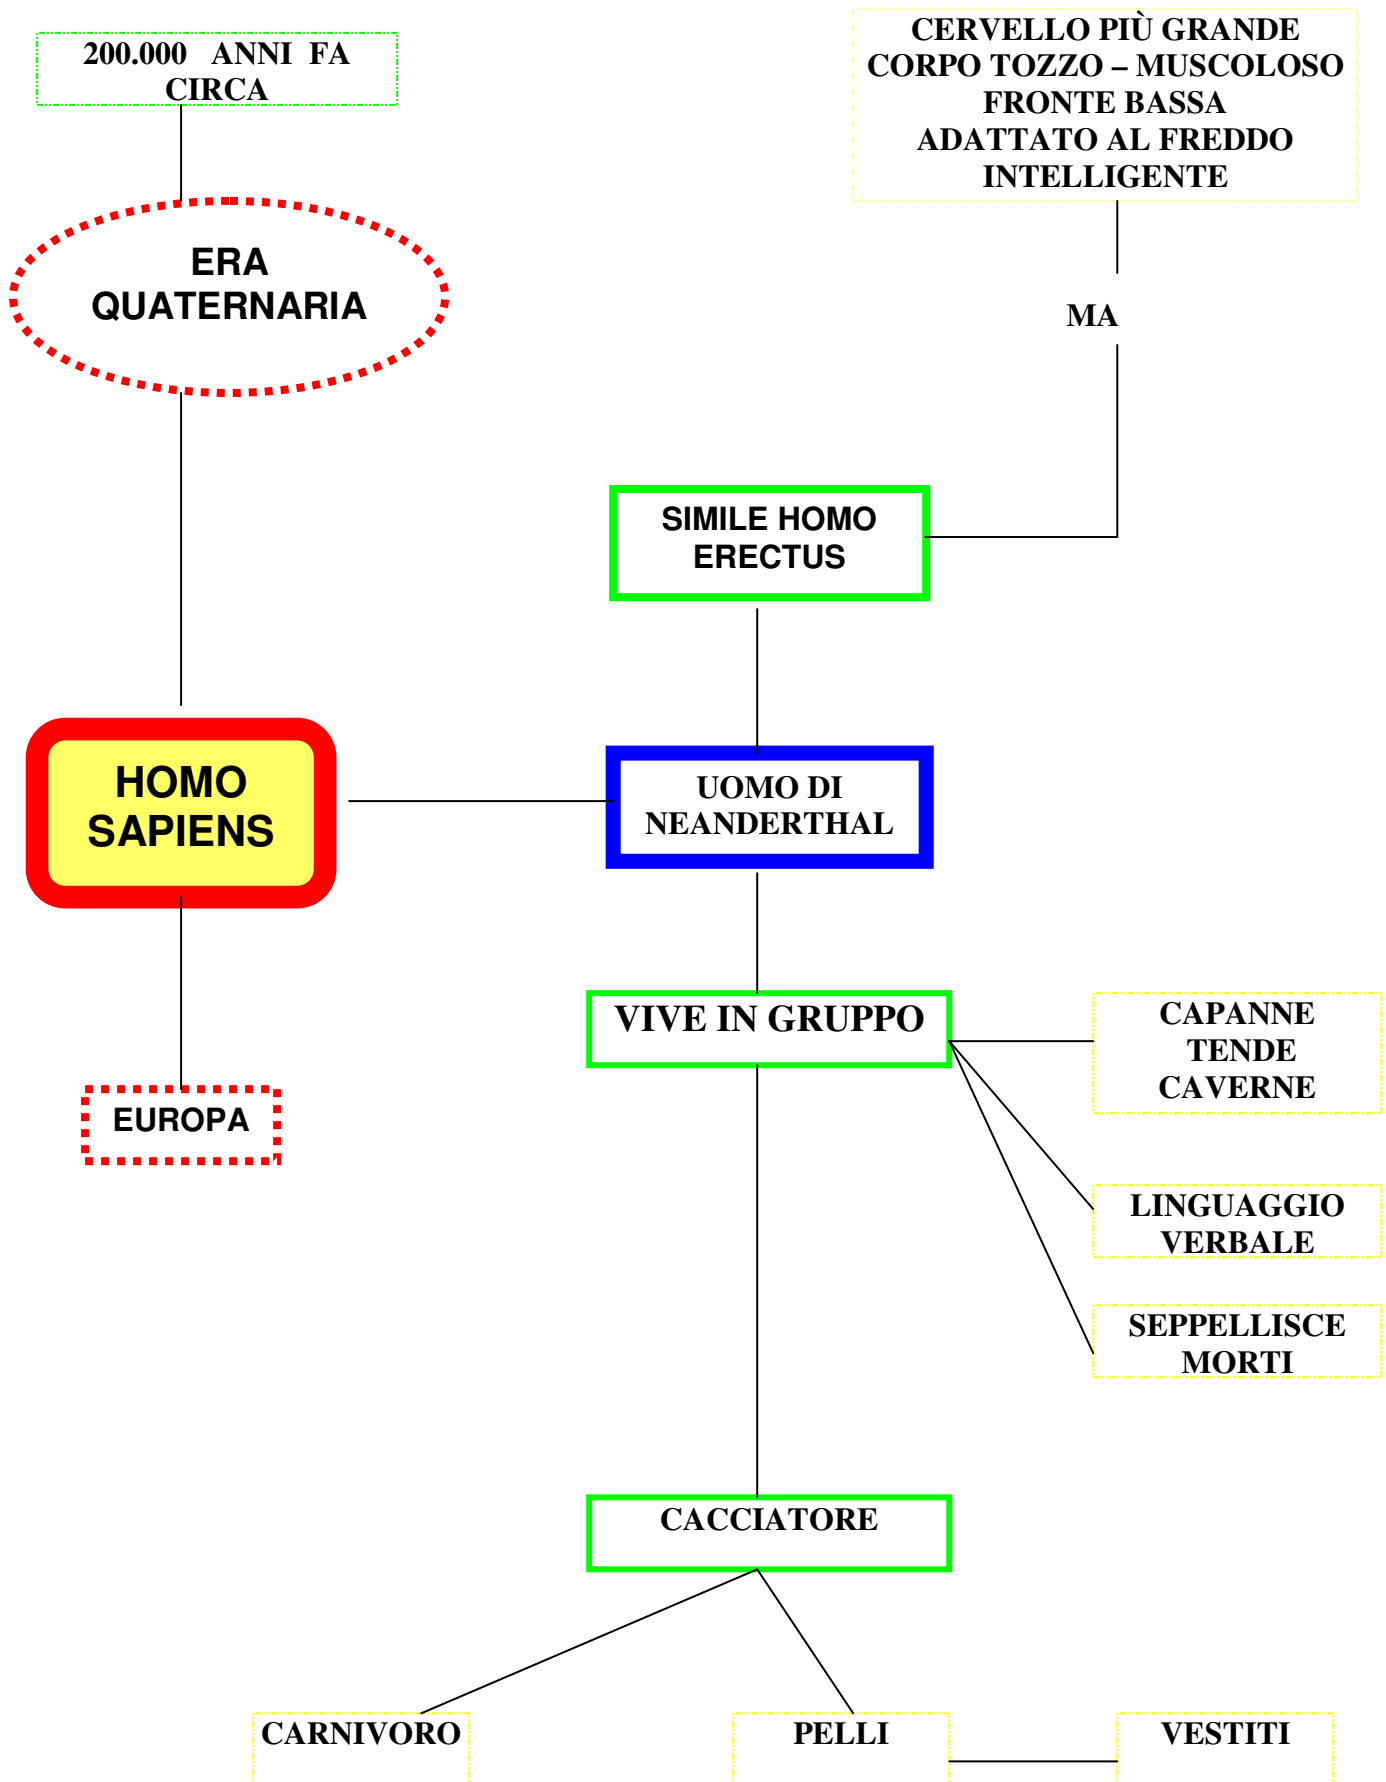 200.000 ANNI FA
CIRCA
CERVELLO PIÙ GRANDE
CORPO TOZZO – MUSCOLOSO
FRONTE BASSA
ADATTATO AL FREDDO
INTELLIGENTE
ERA
QUATERNARIA
MA
SIMILE HOMO
ERECTUS
HOMO
SAPIENS
UOMO DI
NEANDERTHAL
VIVE IN GRUPPO
CAPANNE
TENDE
CAVERNE
EUROPA
LINGUAGGIO
VERBALE
SEPPELLISCE
MORTI
CACCIATORE
CARNIVORO
PELLI
VESTITI